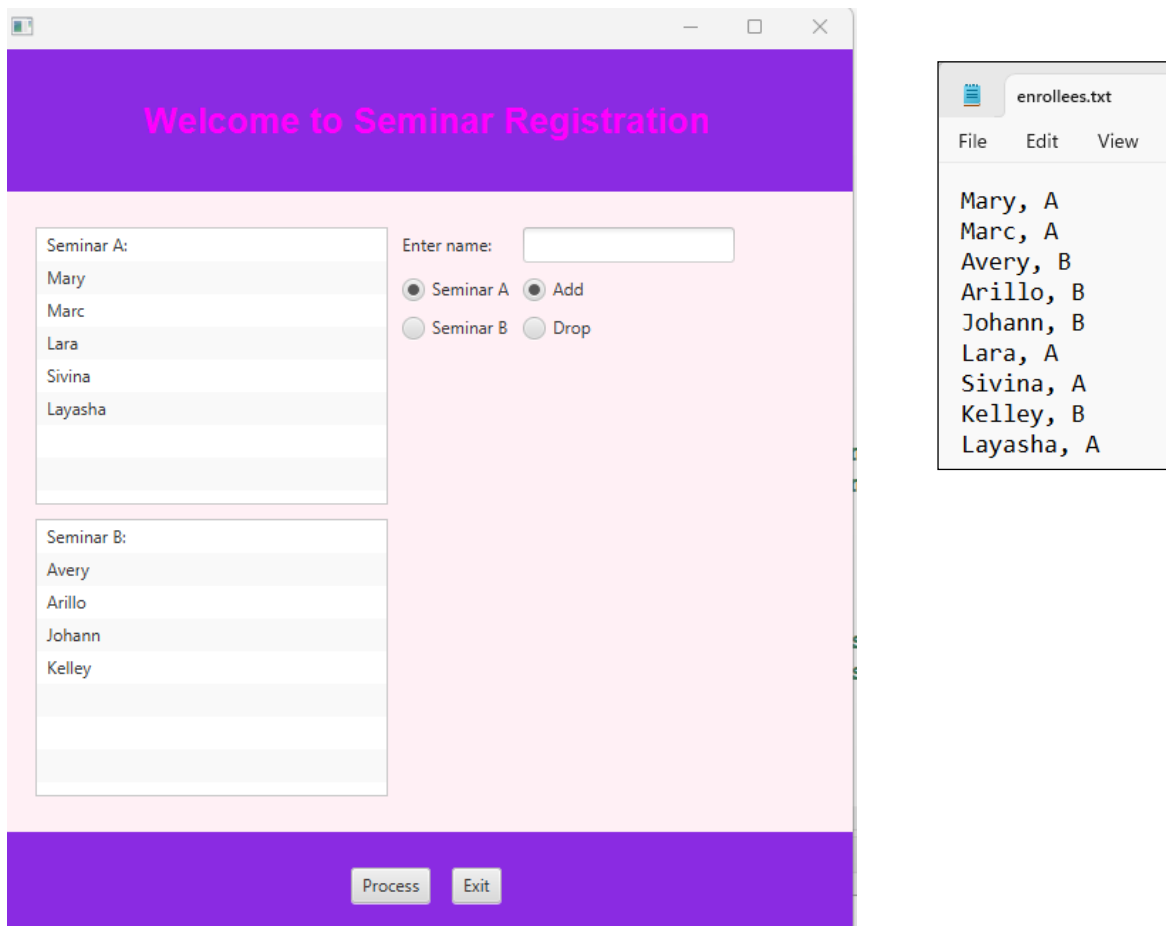 Welcome to Seminar Registration
Seminar A:
Mary
Marc
Lara
Sivina
Layasha
Enter name:
Seminar A Add
Seminar B Drop
Seminar B:
Avery
Arillo
Johann
Kelley
Process Exit
enrollees.txt
File Edit View
Mary, A
Marc, A
Avery, B
Arillo, B
Johann, B
Lara, A
Sivina, A
Kelley, B
Layasha, A